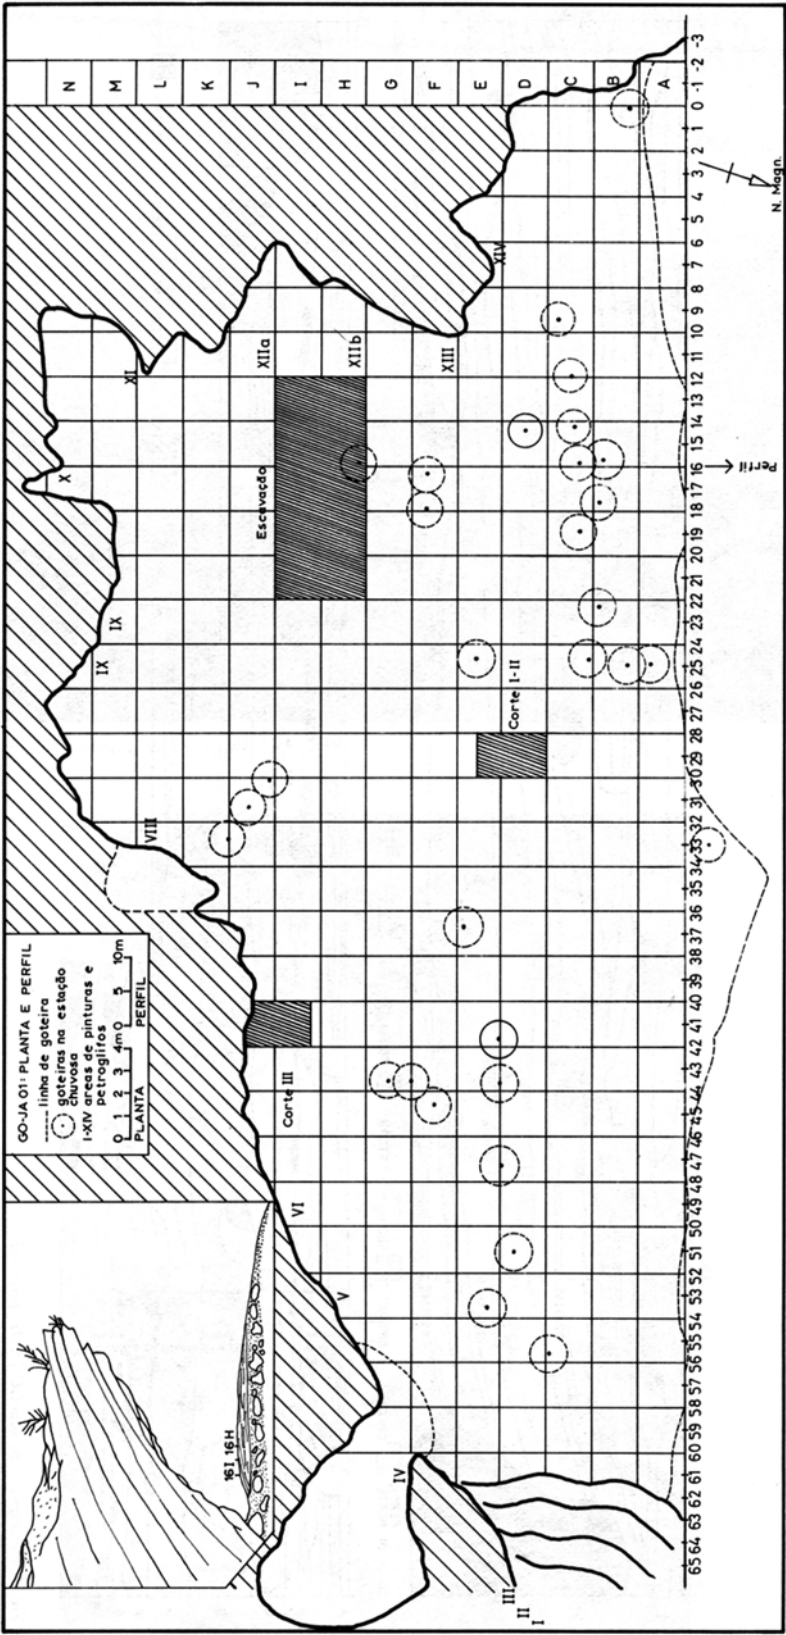 GO-JA 01: PLANTA E PERFIL
linha de goteira
goteiras na estação
chuvosa
I-XIV areas de pinturas e
petroglifos
0 1 2 3 4m 0 5 10m
PLANTA PERFIL
16I, 16H
I
II
III
IV
V
VI
VIII
IX
IX
X
XI
XIIa
XIIb
XIII
XIV
Escavação
Corte I-II
Corte III
Perfil
N. Magn.
N
M
L
K
J
I
H
G
F
E
D
C
B
A
65 64 63 62 61 60 59 58 57 56 55 54 53 52 51 50 49 48 47 46 45 44 43 42 41 40 39 38 37 36 35 34 33 32 31 30 29 28 27 26 25 24 23 22 21 20 19 18 17 16 15 14 13 12 11 10 9 8 7 6 5 4 3 2 1 0 -1 -2 -3